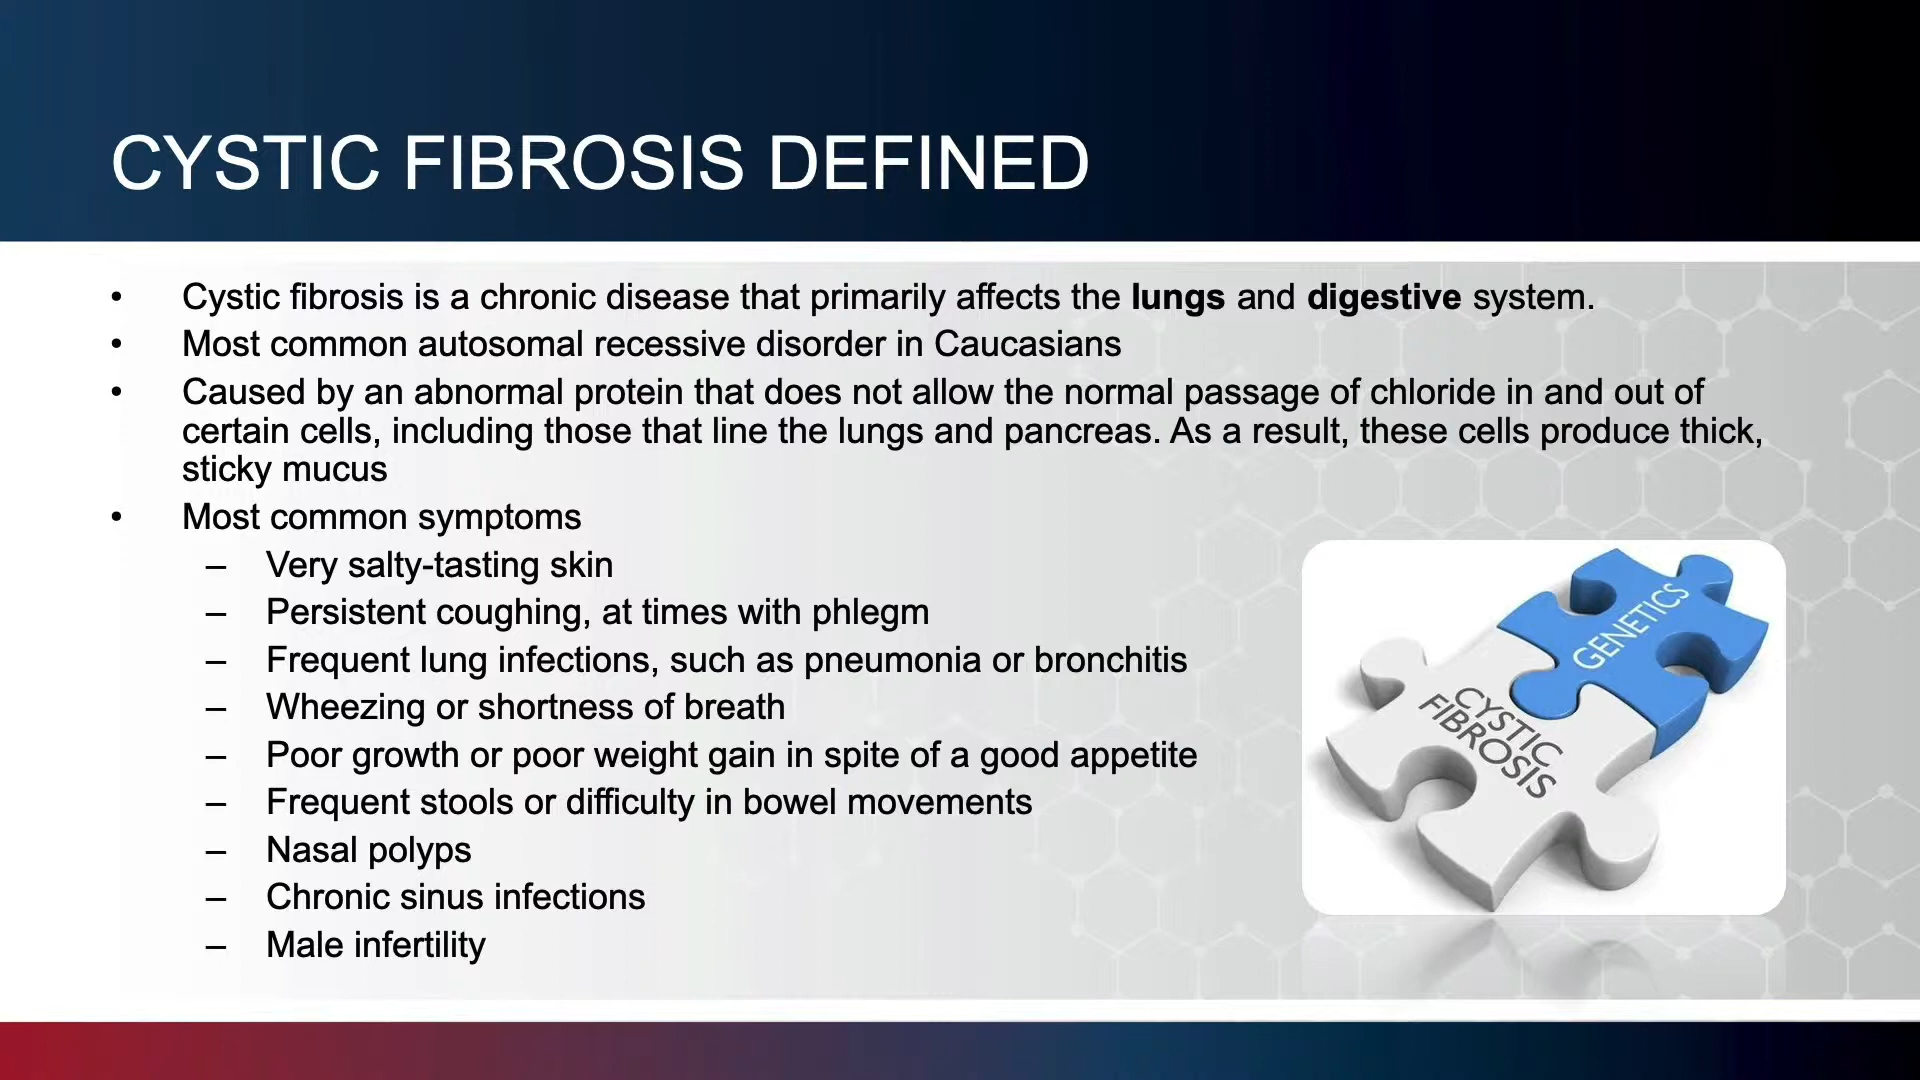 CYSTIC FIBROSIS DEFINED
• Cystic fibrosis is a chronic disease that primarily affects the lungs and digestive system.
• Most common autosomal recessive disorder in Caucasians
• Caused by an abnormal protein that does not allow the normal passage of chloride in and out of
certain cells, including those that line the lungs and pancreas. As a result, these cells produce thick,
sticky mucus
• Most common symptoms
– Very salty-tasting skin
– Persistent coughing, at times with phlegm
– Frequent lung infections, such as pneumonia or bronchitis
– Wheezing or shortness of breath
– Poor growth or poor weight gain in spite of a good appetite
– Frequent stools or difficulty in bowel movements
– Nasal polyps
– Chronic sinus infections
– Male infertility
GENETICS
CYSTIC
FIBROSIS